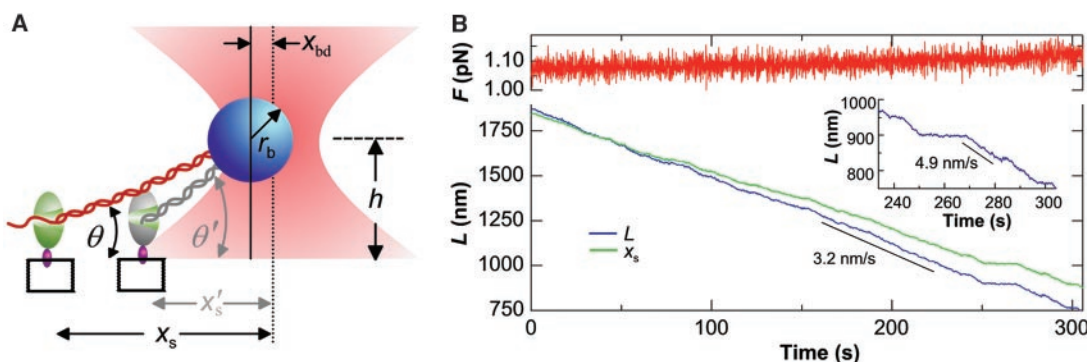 A
x_bd
r_b
h
θ
θ′
x′_s
x_s
B
F (pN)
1.10
1.00
L (nm)
1750
1500
1250
1000
750
L
x_s
3.2 nm/s
0
100
200
300
Time (s)
L (nm)
1000
900
800
4.9 nm/s
240
260
280
300
Time (s)